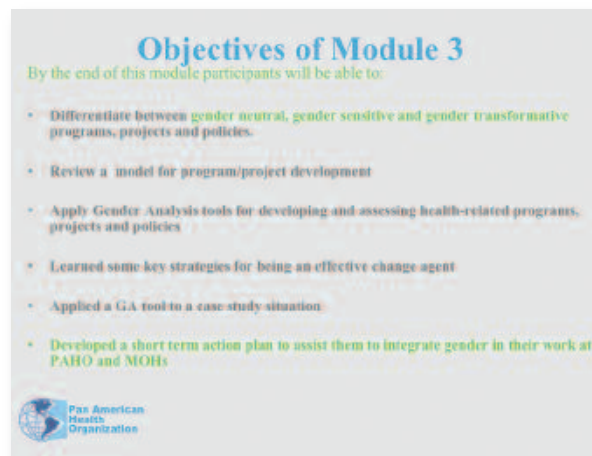 Objectives of Module 3
By the end of this module participants will be able to:
• Differentiate between gender neutral, gender sensitive and gender transformative
programs, projects and policies.
• Review a model for program/project development
• Apply Gender Analysis tools for developing and assessing health-related programs,
projects and policies
• Learned some key strategies for being an effective change agent
• Applied a GA tool to a case study situation
• Developed a short term action plan to assist them to integrate gender in their work at
PAHO and MOHs
Pan American
Health
Organization